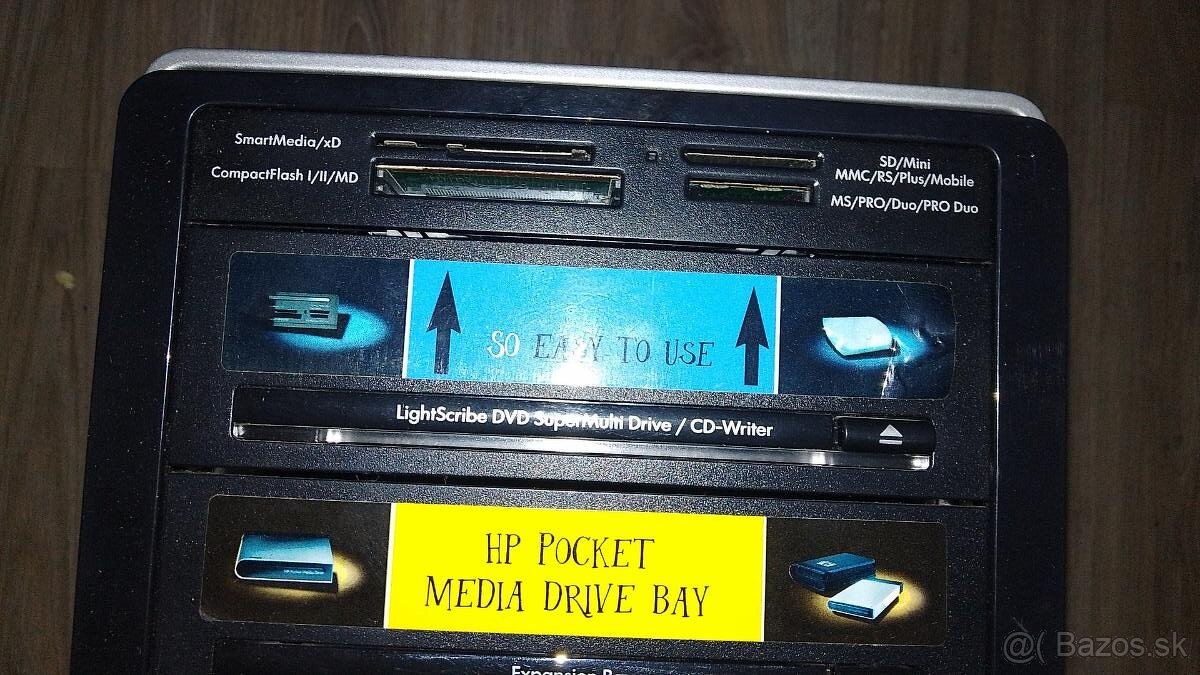 SmartMedia/xD
CompactFlash I/II/MD
SD/Mini
MMC/RS/Plus/Mobile
MS/PRO/Duo/PRO Duo
SO EASY TO USE
LightScribe DVD SuperMulti Drive / CD-Writer
HP POCKET
MEDIA DRIVE BAY
Expansion
@( Bazos.sk